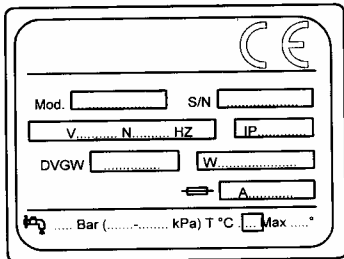 CE
Mod. ............... S/N ...............
V.......... N......... HZ IP..........
DVGW ............... W....................
A............
..... Bar (.......-........ kPa) T °C .... Max .....°